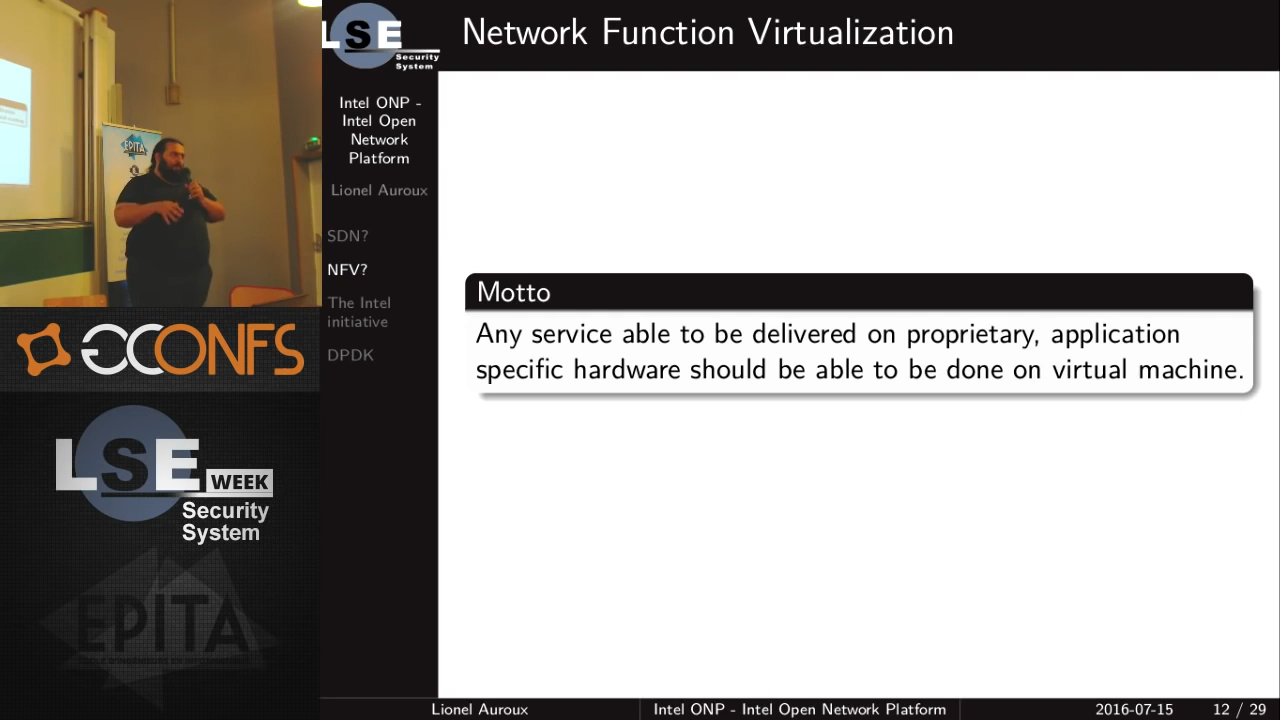 EPITA
LSE
Security
System
Network Function Virtualization
Intel ONP -
Intel Open
Network
Platform
Lionel Auroux
SDN?
NFV?
The Intel
initiative
DPDK
Motto
Any service able to be delivered on proprietary, application
specific hardware should be able to be done on virtual machine.
GCONFS
LSE WEEK
Security
System
EPITA
Lionel Auroux
Intel ONP - Intel Open Network Platform
2016-07-15
12 / 29